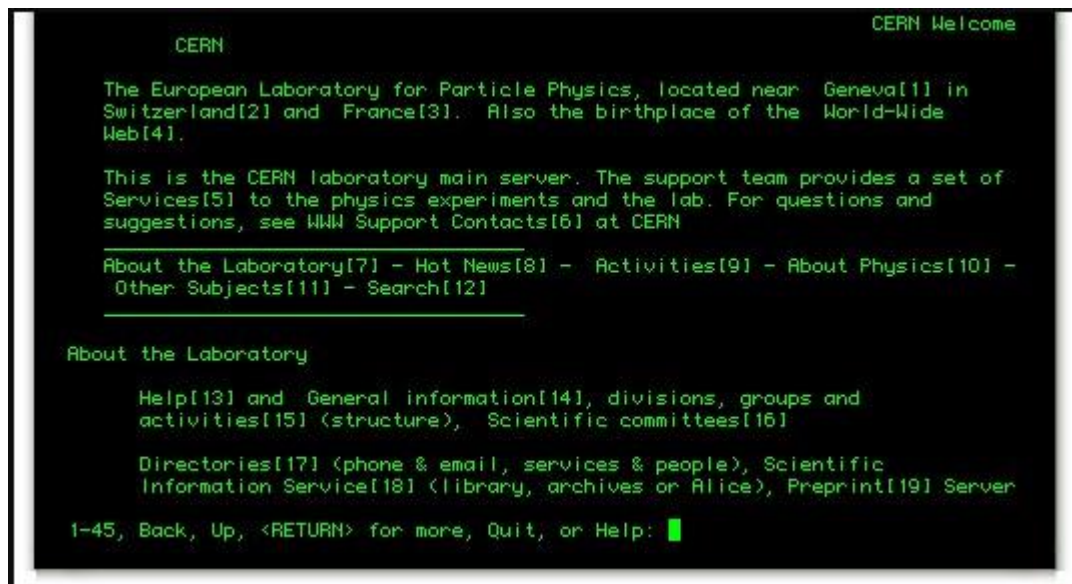 CERN Welcome
CERN
The European Laboratory for Particle Physics, located near Geneva[1] in
Switzerland[2] and France[3]. Also the birthplace of the World-Wide
Web[4].
This is the CERN laboratory main server. The support team provides a set of
Services[5] to the physics experiments and the lab. For questions and
suggestions, see WWW Support Contacts[6] at CERN
About the Laboratory[7] - Hot News[8] - Activities[9] - About Physics[10] -
Other Subjects[11] - Search[12]
About the Laboratory
Help[13] and General information[14], divisions, groups and
activities[15] (structure), Scientific committees[16]
Directories[17] (phone & email, services & people), Scientific
Information Service[18] (library, archives or Alice), Preprint[19] Server
1-45, Back, Up, <RETURN> for more, Quit, or Help: